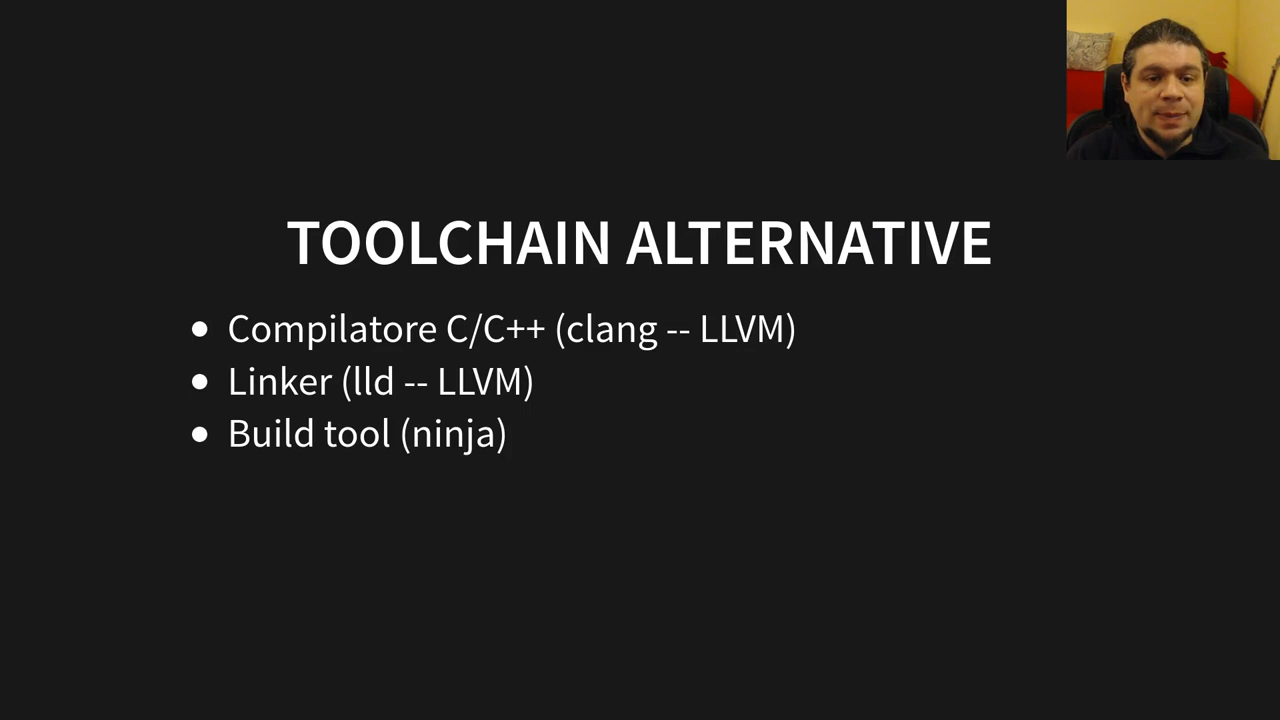 TOOLCHAIN ALTERNATIVE
Compilatore C/C++ (clang -- LLVM)
Linker (lld -- LLVM)
Build tool (ninja)